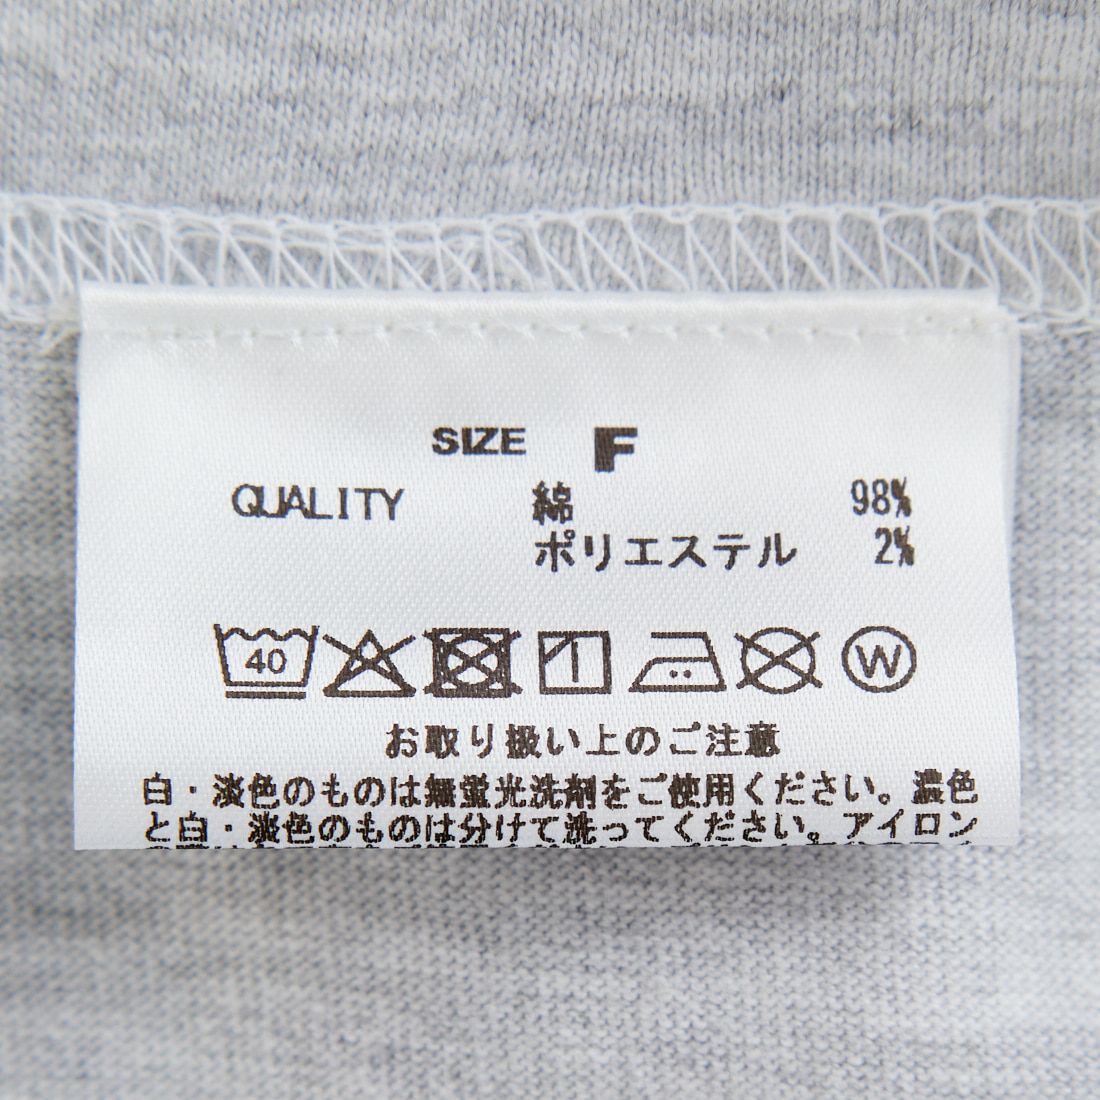 SIZE F
QUALITY 綿 98%
ポリエステル 2%
40 W
お取り扱い上のご注意
白・淡色のものは無蛍光洗剤をご使用ください。濃色
と白・淡色のものは分けて洗ってください。アイロン